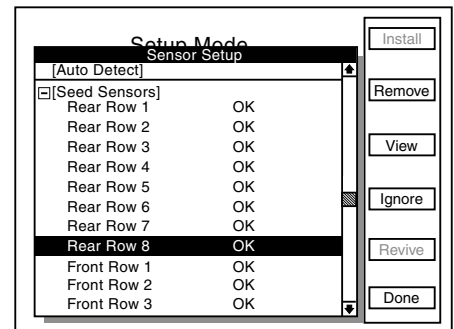 Setup Mode
Sensor Setup
[Auto Detect]
[Seed Sensors]
Rear Row 1 OK
Rear Row 2 OK
Rear Row 3 OK
Rear Row 4 OK
Rear Row 5 OK
Rear Row 6 OK
Rear Row 7 OK
Rear Row 8 OK
Front Row 1 OK
Front Row 2 OK
Front Row 3 OK
Install
Remove
View
Ignore
Revive
Done